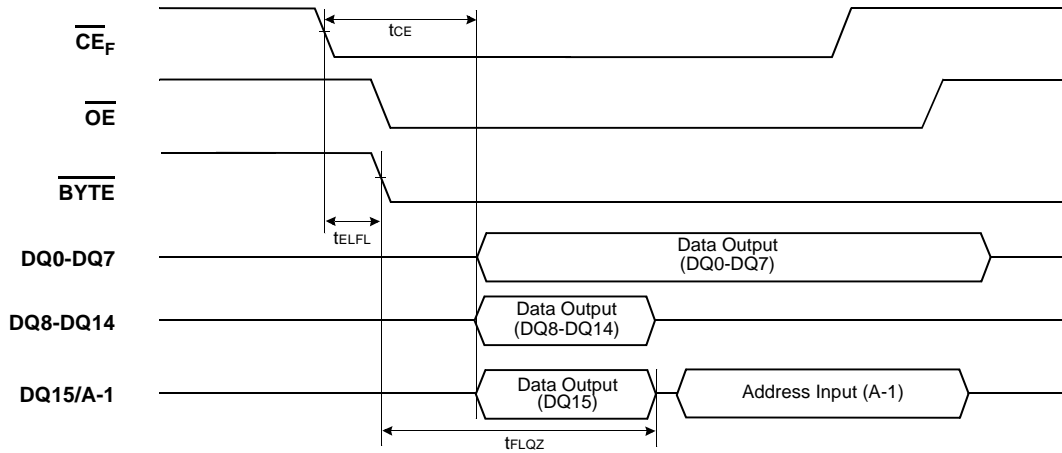 tCE
CEF
OE
BYTE
tELFL
DQ0-DQ7
Data Output
(DQ0-DQ7)
DQ8-DQ14
Data Output
(DQ8-DQ14)
DQ15/A-1
Data Output
(DQ15)
Address Input (A-1)
tFLQZ